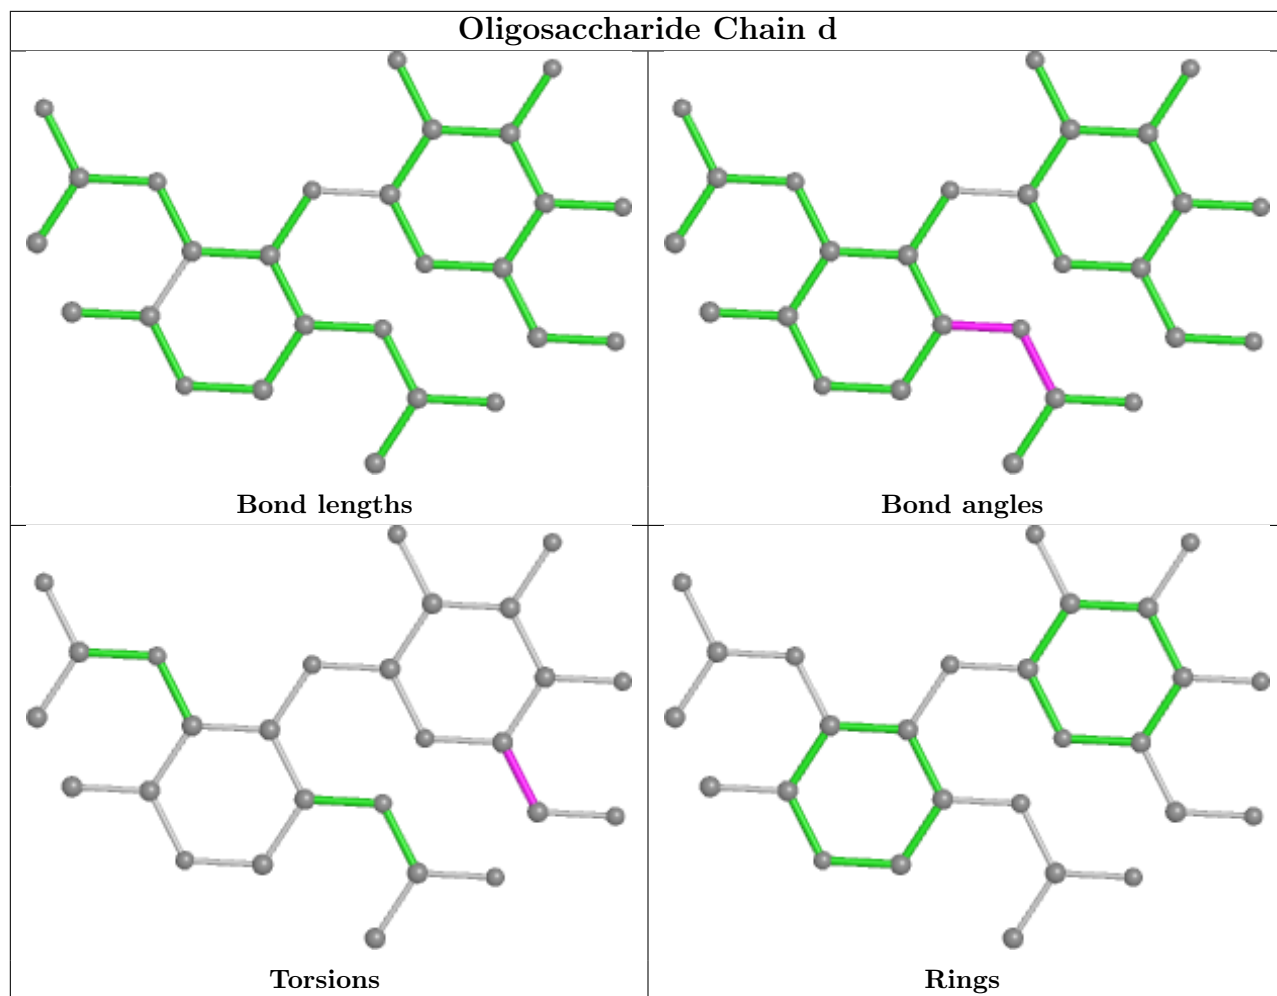 Oligosaccharide Chain d
Bond lengths
Bond angles
Torsions
Rings